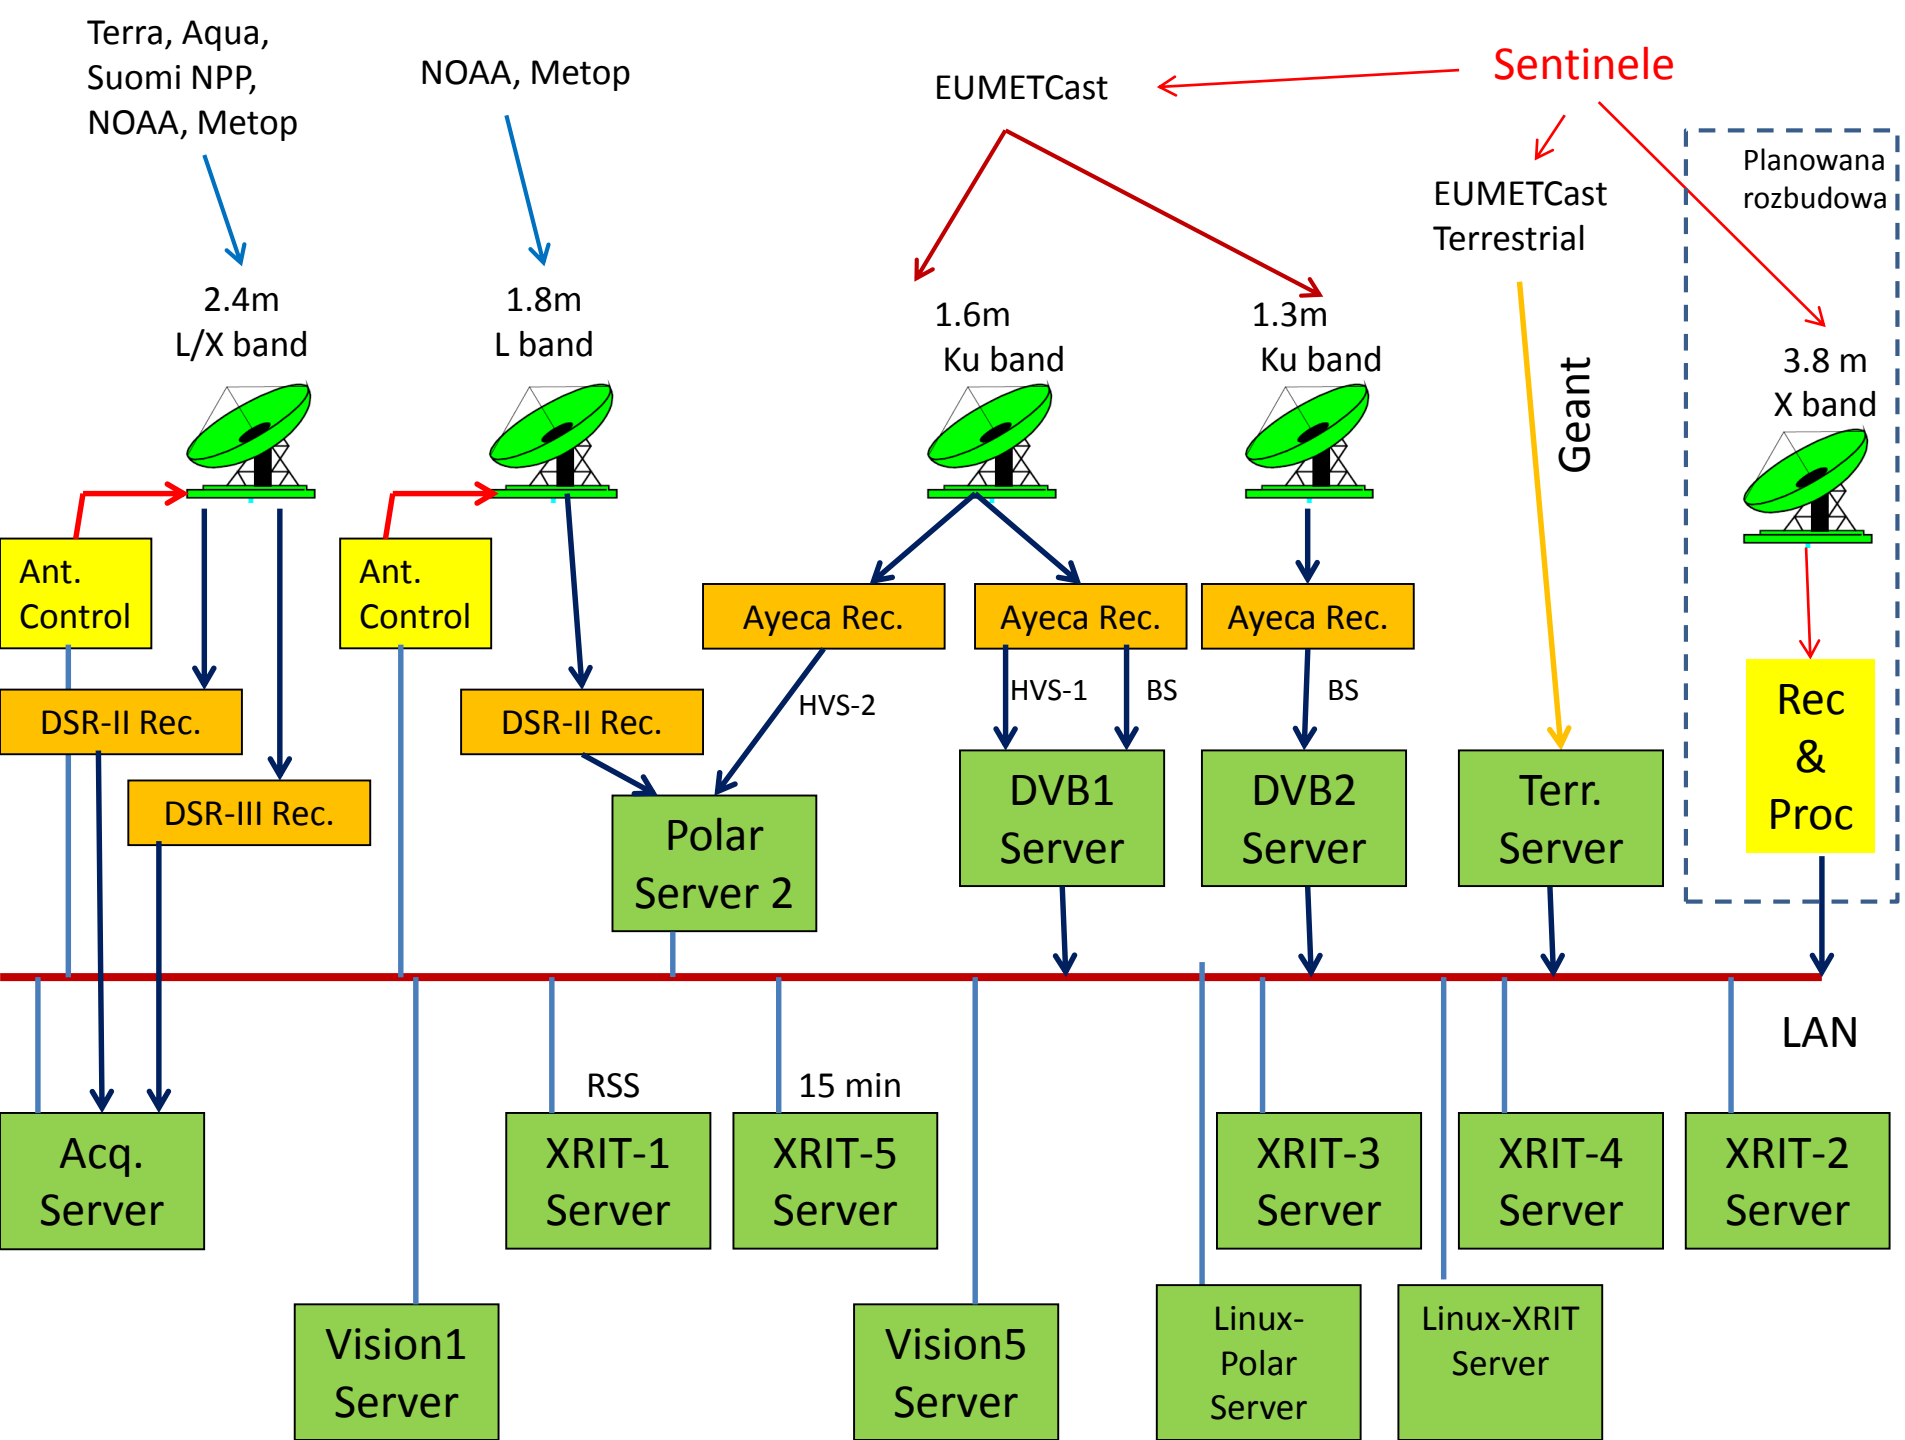 Terra, Aqua,
Suomi NPP,
NOAA, Metop
NOAA, Metop
EUMETCast
Sentinele
Planowana
rozbudowa
EUMETCast
Terrestrial
2.4m
L/X band
1.8m
L band
1.6m
Ku band
1.3m
Ku band
Geant
3.8 m
X band
Ant.
Control
Ant.
Control
Ayeca Rec.
Ayeca Rec.
Ayeca Rec.
DSR-II Rec.
DSR-II Rec.
HVS-2
HVS-1
BS
BS
Rec
&
Proc
DSR-III Rec.
Polar
Server 2
DVB1
Server
DVB2
Server
Terr.
Server
LAN
RSS
15 min
Acq.
Server
XRIT-1
Server
XRIT-5
Server
XRIT-3
Server
XRIT-4
Server
XRIT-2
Server
Vision1
Server
Vision5
Server
Linux-
Polar
Server
Linux-XRIT
Server